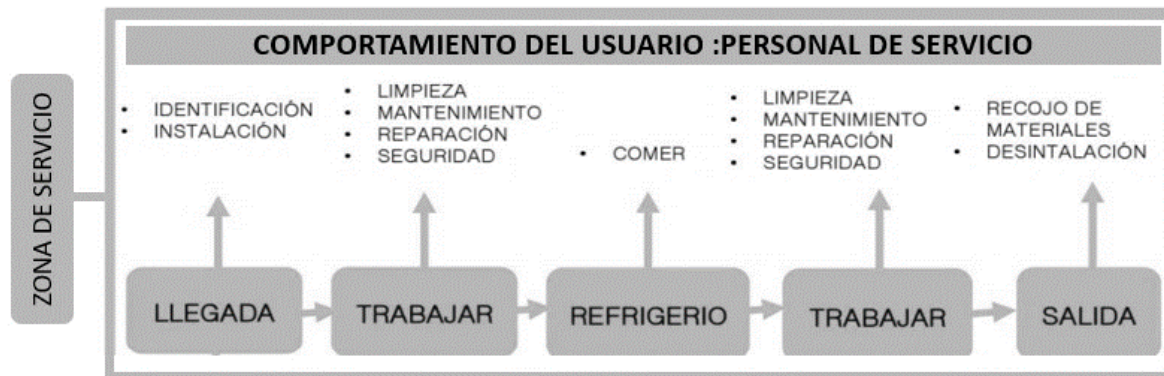 COMPORTAMIENTO DEL USUARIO :PERSONAL DE SERVICIO
ZONA DE SERVICIO
• IDENTIFICACIÓN
• INSTALACIÓN
• LIMPIEZA
• MANTENIMIENTO
• REPARACIÓN
• SEGURIDAD
• COMER
• LIMPIEZA
• MANTENIMIENTO
• REPARACIÓN
• SEGURIDAD
• RECOJO DE
MATERIALES
• DESINTALACIÓN
LLEGADA
TRABAJAR
REFRIGERIO
TRABAJAR
SALIDA